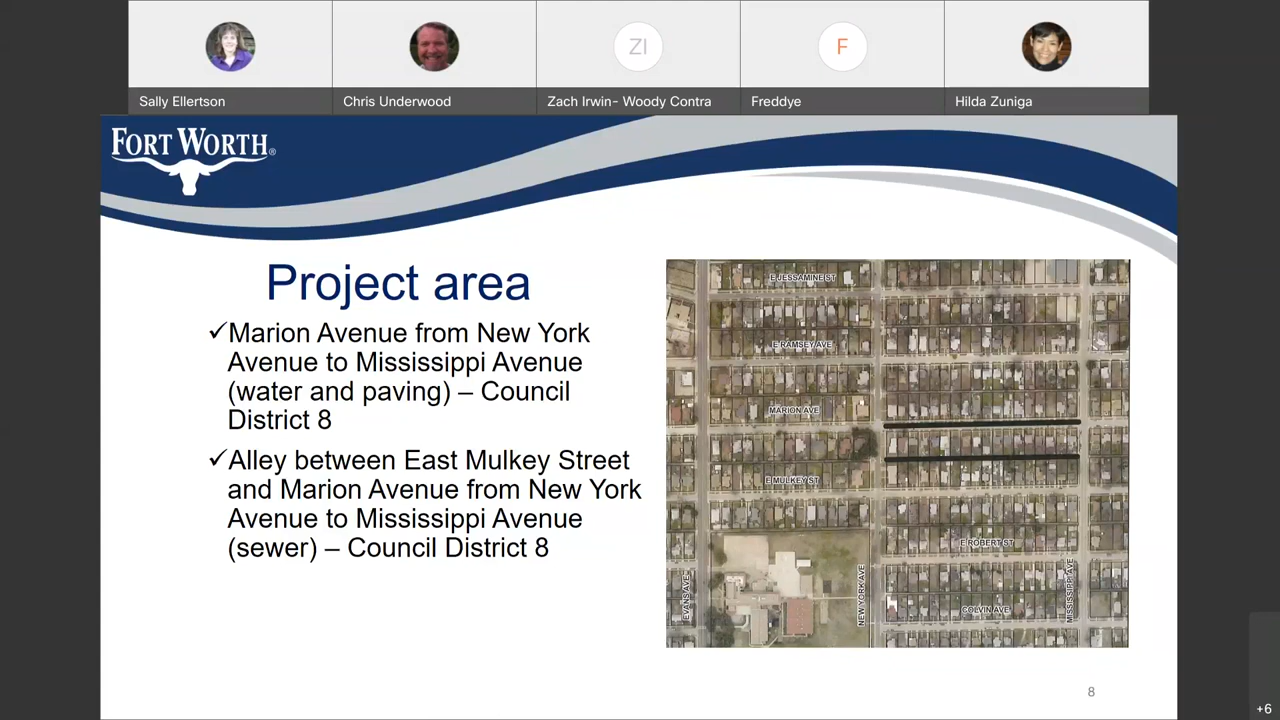 ZI
F
Sally Ellertson
Chris Underwood
Zach Irwin- Woody Contra
Freddye
Hilda Zuniga
FORT WORTH®
Project area
✓Marion Avenue from New York
Avenue to Mississippi Avenue
(water and paving) – Council
District 8
✓Alley between East Mulkey Street
and Marion Avenue from New York
Avenue to Mississippi Avenue
(sewer) – Council District 8
E JESSAMINE ST
E RAMSEY AVE
MARION AVE
E MULKEY ST
E ROBERT ST
COLVIN AVE
EVANS AVE
NEW YORK AVE
MISSISSIPPI AVE
8
+6